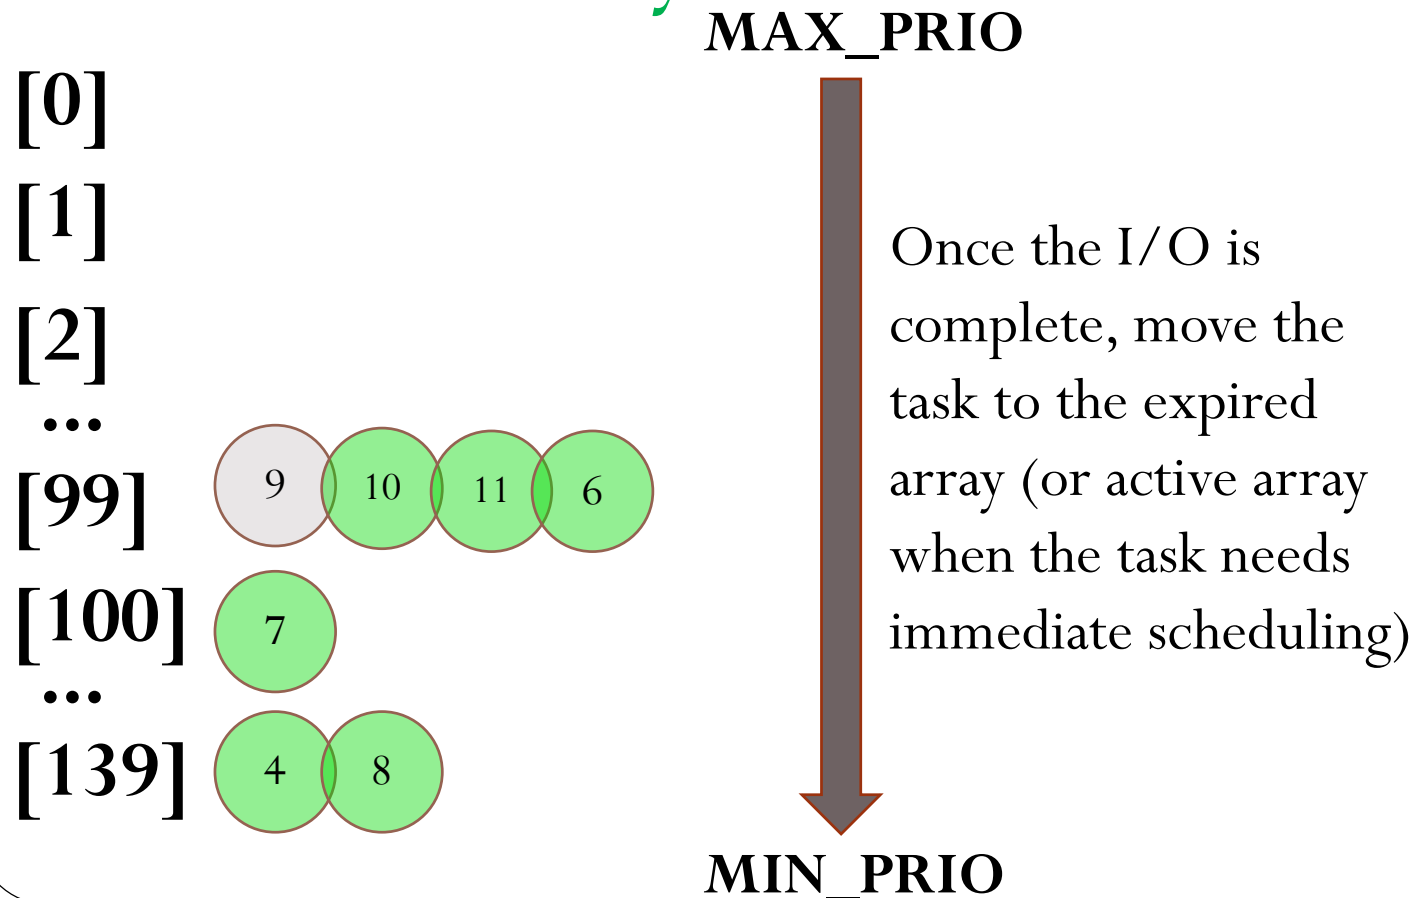 MAX_PRIO
[0]
[1]
[2]
...
[99] 9 10 11 6
[100] 7
...
[139] 4 8
Once the I/O is
complete, move the
task to the expired
array (or active array
when the task needs
immediate scheduling)
MIN_PRIO